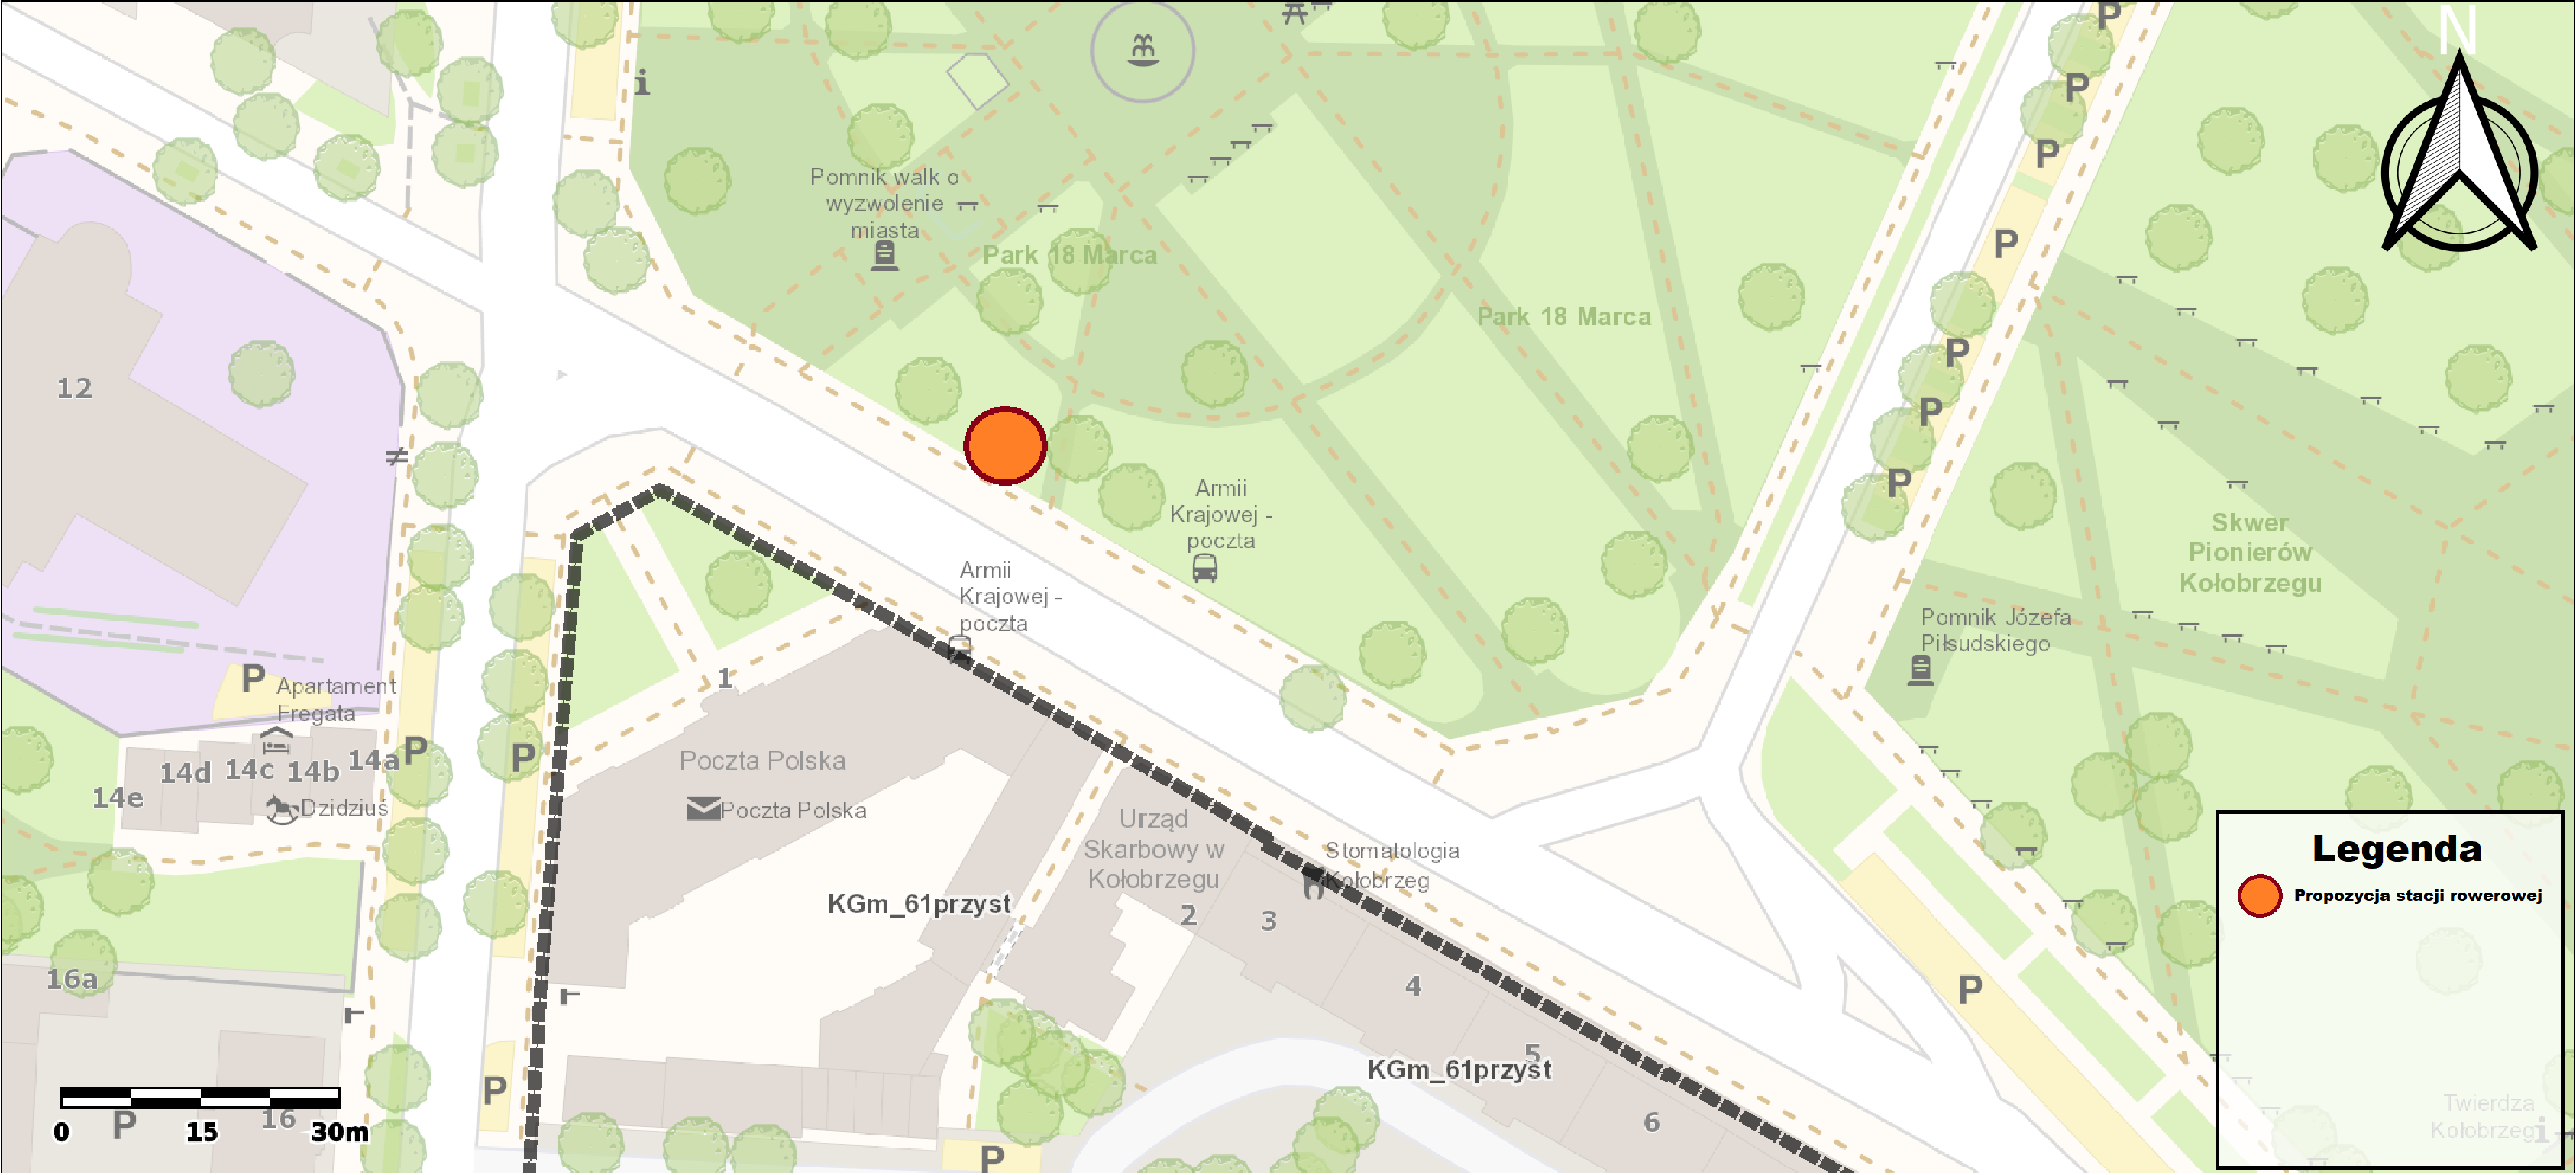 P
N
i
P
P
Pomnik walk o
wyzwolenie
miasta
P
Park 18 Marca
Park 18 Marca
P
12
P
P
Armii
Krajowej -
poczta
Skwer
Pionierów
Kołobrzegu
Armii
Krajowej -
poczta
Pomnik Józefa
Piłsudskiego
1
P
Apartament
Fregata
P
P
14a
14b
14c
14d
14e
Dzidziuś
Poczta Polska
Poczta Polska
Urząd
Skarbowy w
Kołobrzegu
Stomatologia
Kołobrzeg
KGm_61przyst
2
3
4
P
16a
5
KGm_61przyst
6
P
P
16
P
0 15 30m
Legenda
Propozycja stacji rowerowej
Twierdza
Kołobrzeg
i